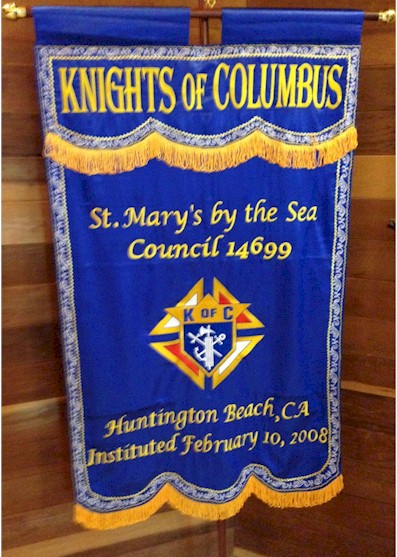 KNIGHTS OF COLUMBUS
St. Mary's by the Sea
Council 14699
K OF C
Huntington Beach, CA
Instituted February 10, 2008